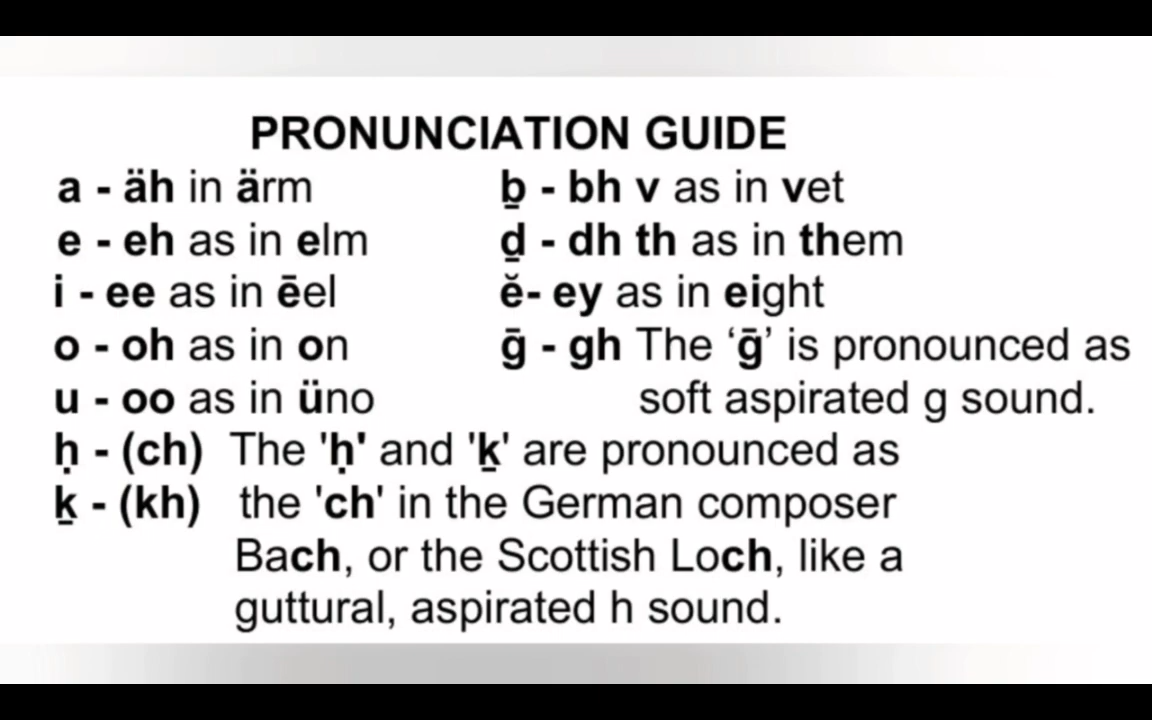 PRONUNCIATION GUIDE
a - äh in ärm
e - eh as in elm
i - ee as in ēel
o - oh as in on
u - oo as in üno
ḥ - (ch) The 'ḥ' and 'ḵ' are pronounced as
ḵ - (kh) the 'ch' in the German composer
Bach, or the Scottish Loch, like a
guttural, aspirated h sound.
ḇ - bh v as in vet
ḏ - dh th as in them
ĕ- ey as in eight
ḡ - gh The ‘ḡ’ is pronounced as
soft aspirated g sound.